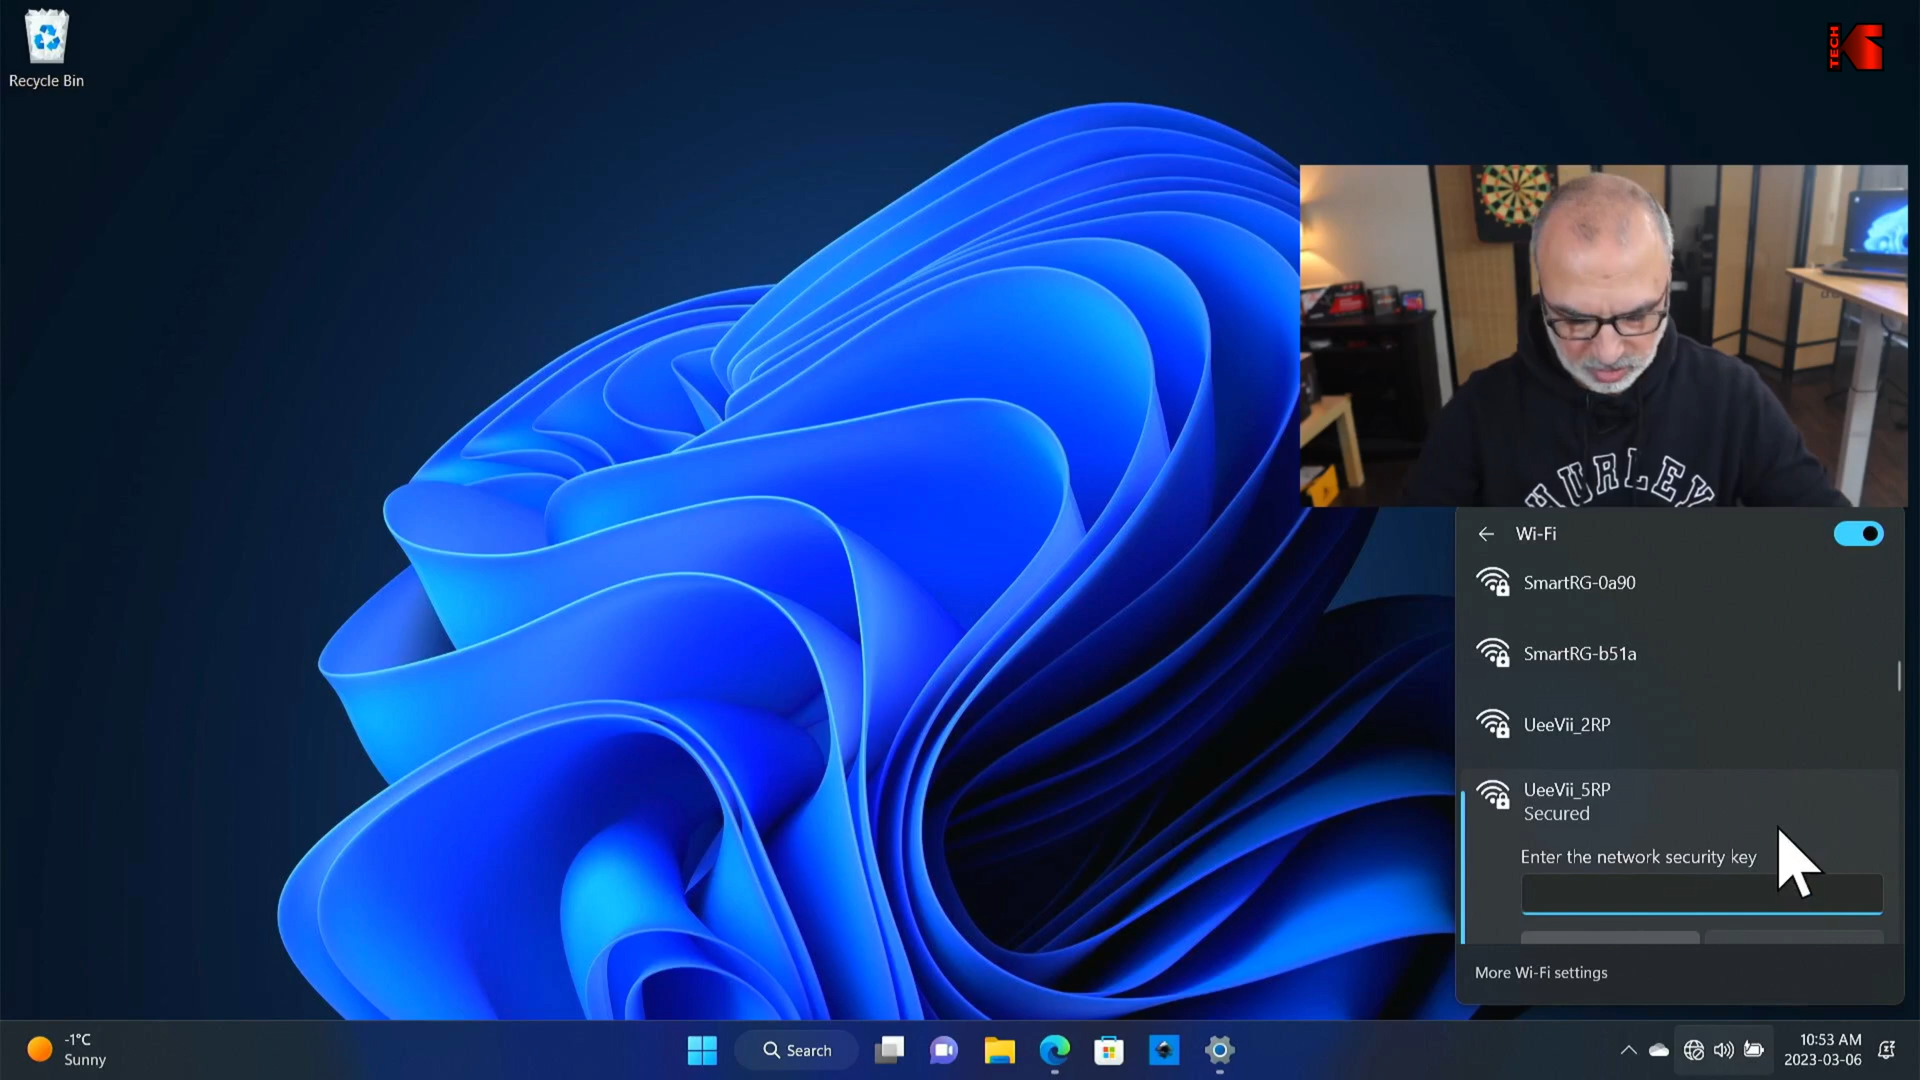 Recycle Bin
TECH
K
HURLEY
Wi-Fi
SmartRG-0a90
SmartRG-b51a
UeeVii_2RP
UeeVii_5RP
Secured
Enter the network security key
More Wi-Fi settings
-1°C
Sunny
Search
10:53 AM
2023-03-06